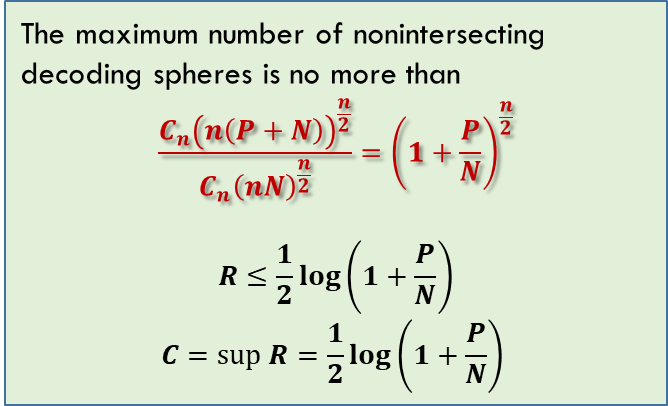 The maximum number of nonintersecting
decoding spheres is no more than
$\frac{C_n(n(P + N))^{\frac{n}{2}}}{C_n(nN)^{\frac{n}{2}}} = \left(1 + \frac{P}{N}\right)^{\frac{n}{2}}$
$R \leq \frac{1}{2} \log\left(1 + \frac{P}{N}\right)$
$C = \sup R = \frac{1}{2} \log\left(1 + \frac{P}{N}\right)$